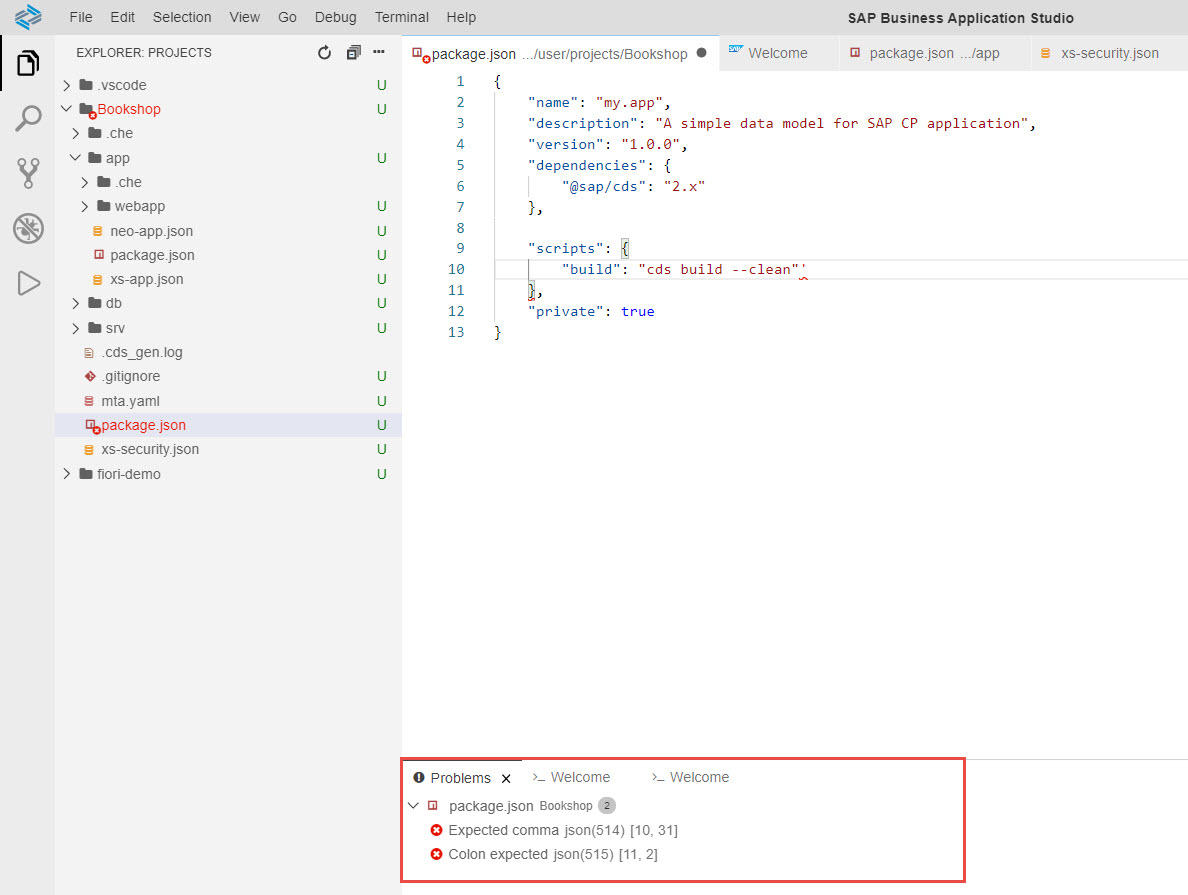 File Edit Selection View Go Debug Terminal Help SAP Business Application Studio
EXPLORER: PROJECTS
.vscode U
Bookshop U
.che
app U
.che
webapp U
neo-app.json U
package.json U
xs-app.json U
db U
srv U
.cds_gen.log
.gitignore U
mta.yaml U
package.json U
xs-security.json U
fiori-demo U
package.json .../user/projects/Bookshop SAP Welcome package.json .../app xs-security.json
1 {
2 "name": "my.app",
3 "description": "A simple data model for SAP CP application",
4 "version": "1.0.0",
5 "dependencies": {
6 "@sap/cds": "2.x"
7 },
8
9 "scripts": {
10 "build": "cds build --clean"'
11 },
12 "private": true
13 }
Problems × >_ Welcome >_ Welcome
package.json Bookshop 2
Expected comma json(514) [10, 31]
Colon expected json(515) [11, 2]